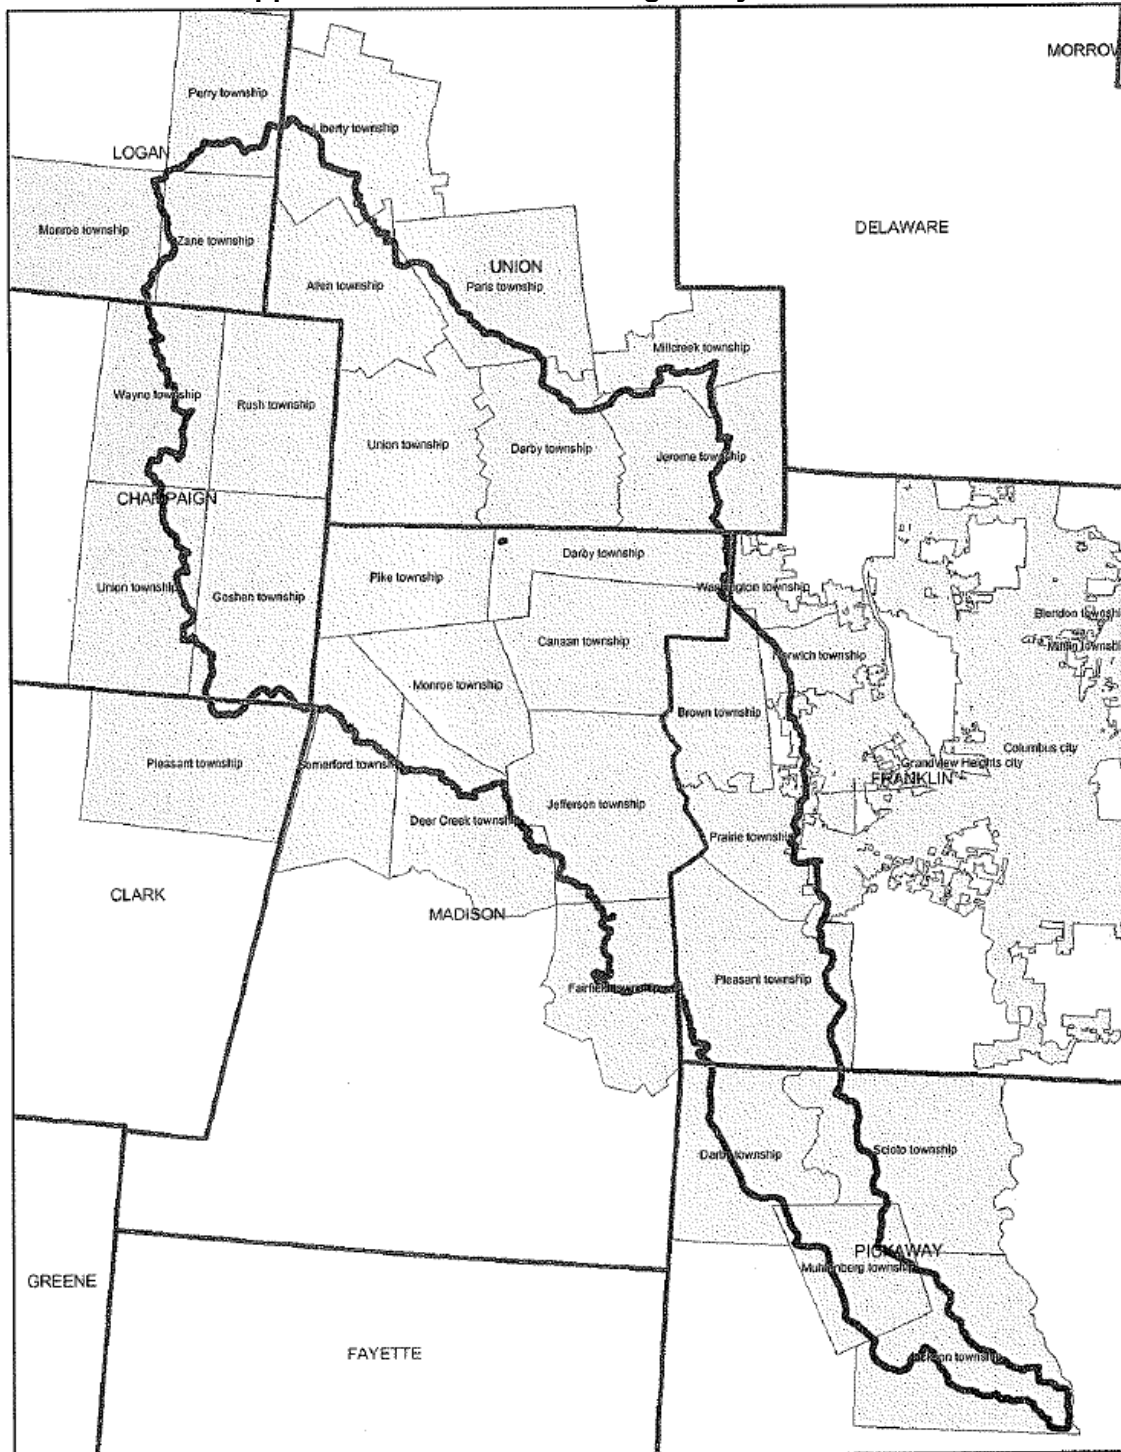 MORROW
Perry township
Liberty township
LOGAN
DELAWARE
Monroe township
Zane township
UNION
Allen township
Paris township
Millcreek township
Wayne township
Rush township
Union township
Darby township
Jerome township
CHAMPAIGN
Darby township
Pike township
Union township
Goshen township
Washington township
Blendon township
Canaan township
Norwich township
Mifflin township
Monroe township
Brown township
Columbus city
Pleasant township
Somerford township
Grandview Heights city
FRANKLIN
Jefferson township
Deer Creek township
Prairie township
CLARK
MADISON
Pleasant township
Fairfield township
Darby township
Scioto township
PICKAWAY
Muhlenberg township
GREENE
FAYETTE
Jackson township